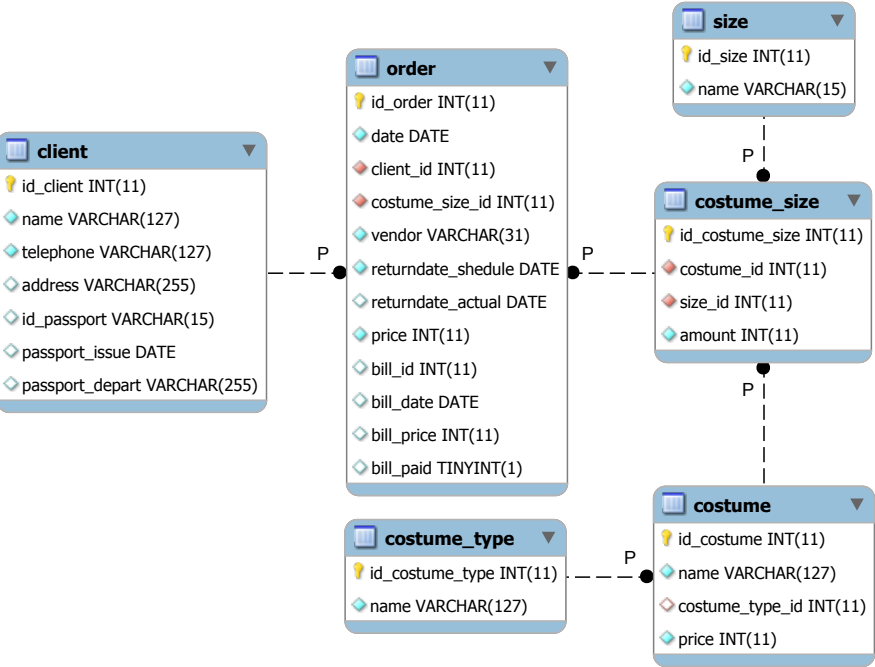 size
id_size INT(11)
name VARCHAR(15)
order
id_order INT(11)
date DATE
client_id INT(11)
costume_size_id INT(11)
vendor VARCHAR(31)
returndate_shedule DATE
returndate_actual DATE
price INT(11)
bill_id INT(11)
bill_date DATE
bill_price INT(11)
bill_paid TINYINT(1)
client
id_client INT(11)
name VARCHAR(127)
telephone VARCHAR(127)
address VARCHAR(255)
id_passport VARCHAR(15)
passport_issue DATE
passport_depart VARCHAR(255)
P
P
P
costume_size
id_costume_size INT(11)
costume_id INT(11)
size_id INT(11)
amount INT(11)
P
costume_type
id_costume_type INT(11)
name VARCHAR(127)
P
costume
id_costume INT(11)
name VARCHAR(127)
costume_type_id INT(11)
price INT(11)